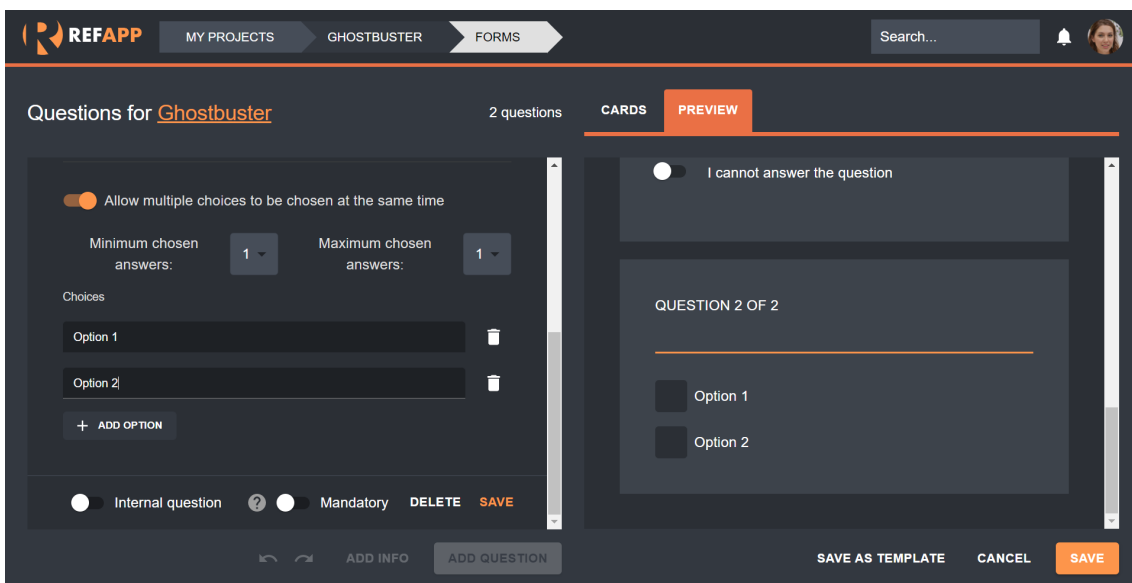 REFAPP
MY PROJECTS
GHOSTBUSTER
FORMS
Search...
Questions for Ghostbuster
2 questions
CARDS
PREVIEW
Allow multiple choices to be chosen at the same time
Minimum chosen
answers:
1
Maximum chosen
answers:
1
Choices
Option 1
Option 2
+ ADD OPTION
Internal question
?
Mandatory
DELETE
SAVE
ADD INFO
ADD QUESTION
I cannot answer the question
QUESTION 2 OF 2
Option 1
Option 2
SAVE AS TEMPLATE
CANCEL
SAVE